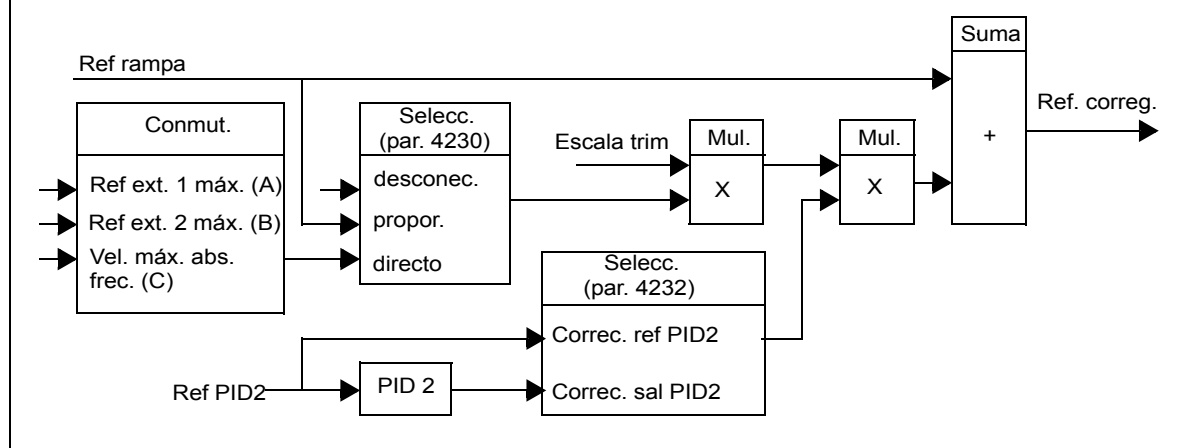 Suma
Ref rampa
Ref. correg.
Conmut.
Selecc.
(par. 4230)
Escala trim
Mul.
Mul.
+
Ref ext. 1 máx. (A)
desconec.
X
X
Ref ext. 2 máx. (B)
propor.
Vel. máx. abs.
frec. (C)
directo
Selecc.
(par. 4232)
Correc. ref PID2
Ref PID2
PID 2
Correc. sal PID2